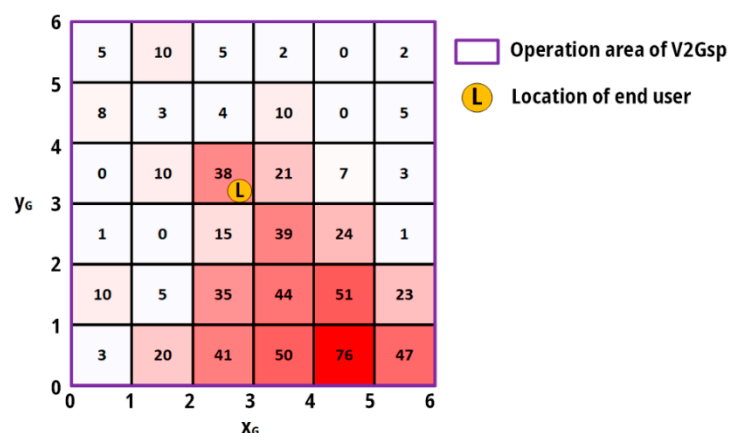 6
5 10 5 2 0 2
Operation area of V2Gsp
5
8 3 4 10 0 5
L Location of end user
4
0 10 38 21 7 3
L
yG 3
1 0 15 39 24 1
2
10 5 35 44 51 23
1
3 20 41 50 76 47
0
0 1 2 3 4 5 6
xG